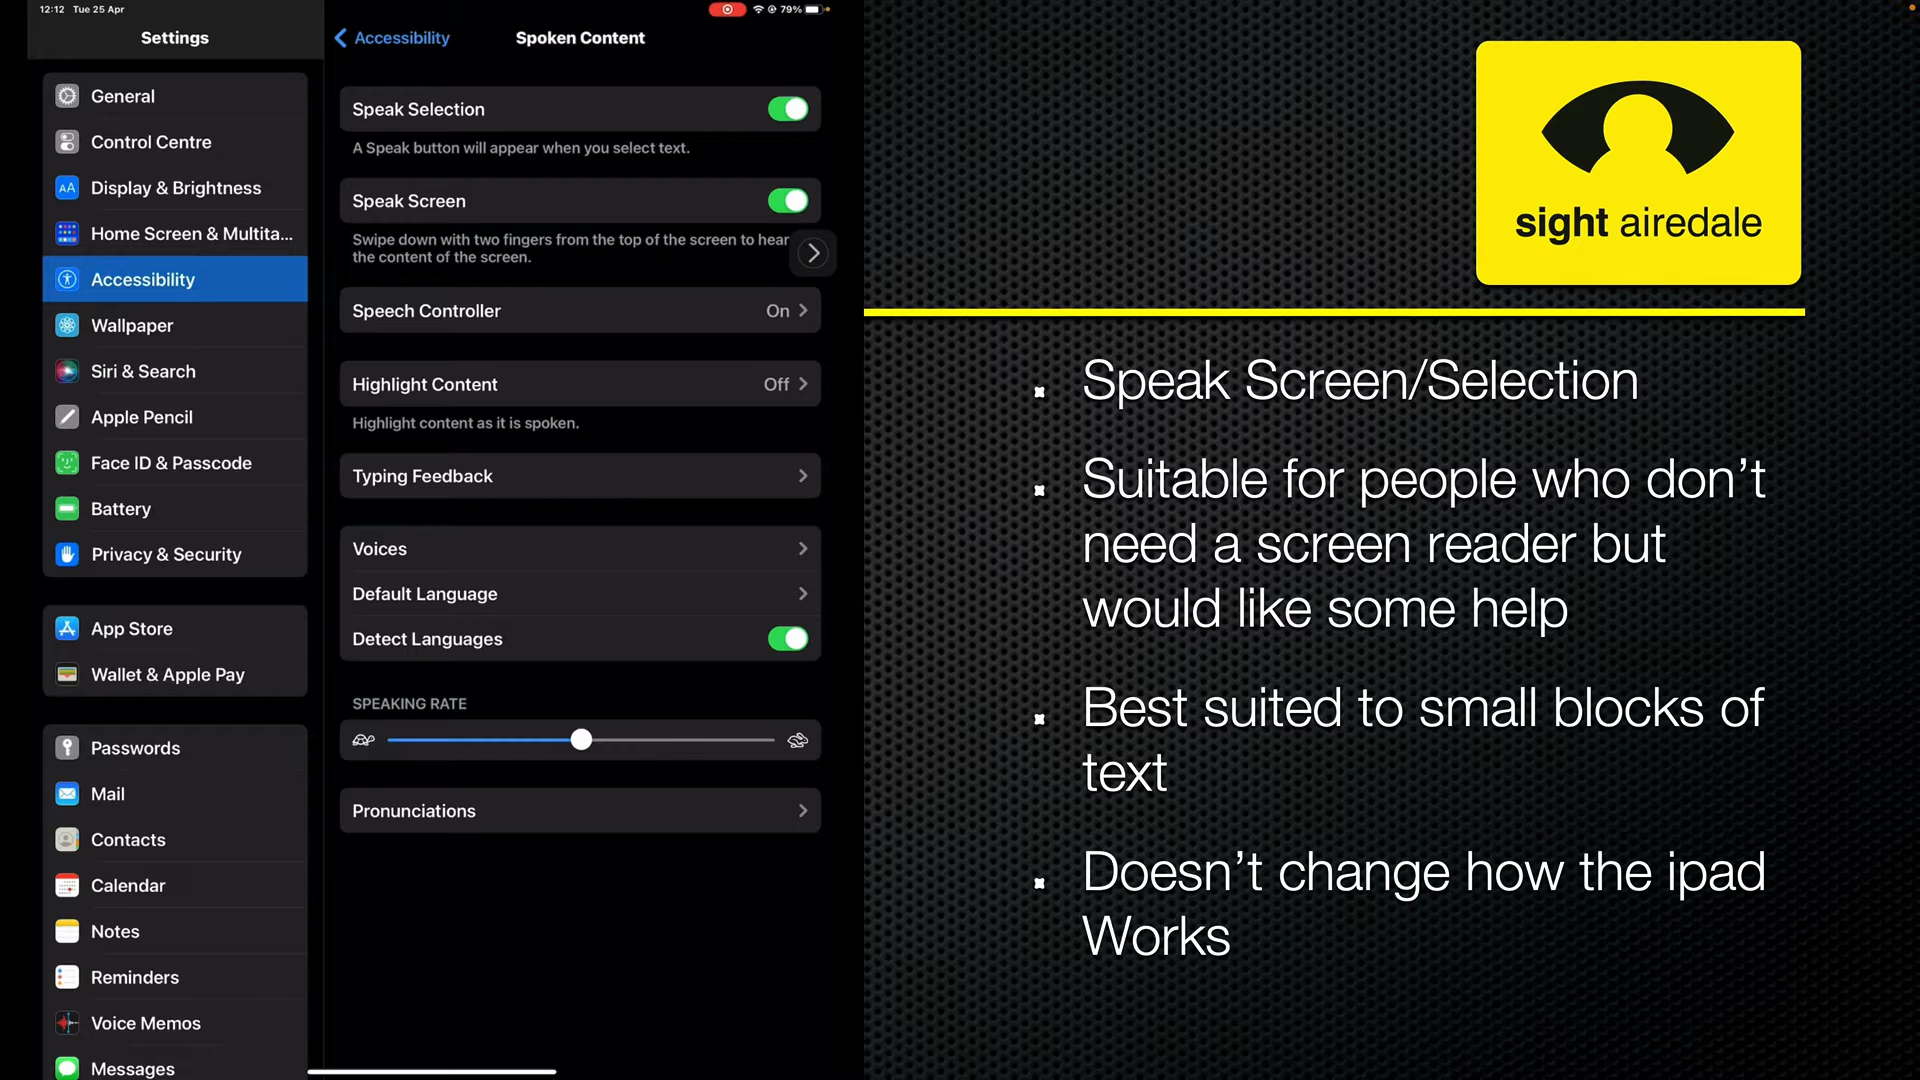 12:12 Tue 25 Apr
79%
Settings
General
Control Centre
Display & Brightness
Home Screen & Multita...
Accessibility
Wallpaper
Siri & Search
Apple Pencil
Face ID & Passcode
Battery
Privacy & Security
App Store
Wallet & Apple Pay
Passwords
Mail
Contacts
Calendar
Notes
Reminders
Voice Memos
Messages
Accessibility
Spoken Content
Speak Selection
A Speak button will appear when you select text.
Speak Screen
Swipe down with two fingers from the top of the screen to hear
the content of the screen.
Speech Controller On
Highlight Content Off
Highlight content as it is spoken.
Typing Feedback
Voices
Default Language
Detect Languages
SPEAKING RATE
Pronunciations
sight airedale
Speak Screen/Selection
Suitable for people who don’t
need a screen reader but
would like some help
Best suited to small blocks of
text
Doesn’t change how the ipad
Works